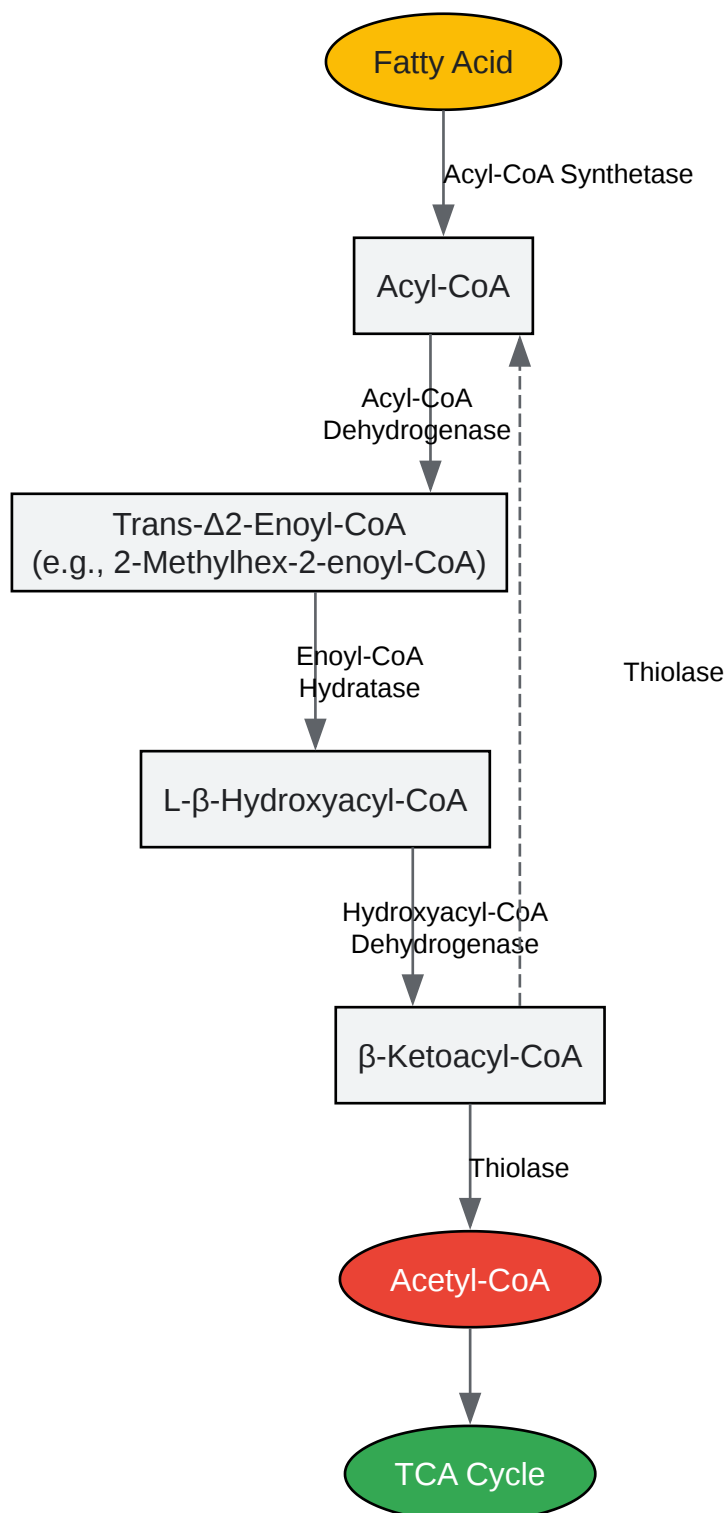 Fatty Acid
Acyl-CoA Synthetase
Acyl-CoA
Acyl-CoA
Dehydrogenase
Trans-Δ2-Enoyl-CoA
(e.g., 2-Methylhex-2-enoyl-CoA)
Enoyl-CoA
Hydratase
Thiolase
L-β-Hydroxyacyl-CoA
Hydroxyacyl-CoA
Dehydrogenase
β-Ketoacyl-CoA
Thiolase
Acetyl-CoA
TCA Cycle